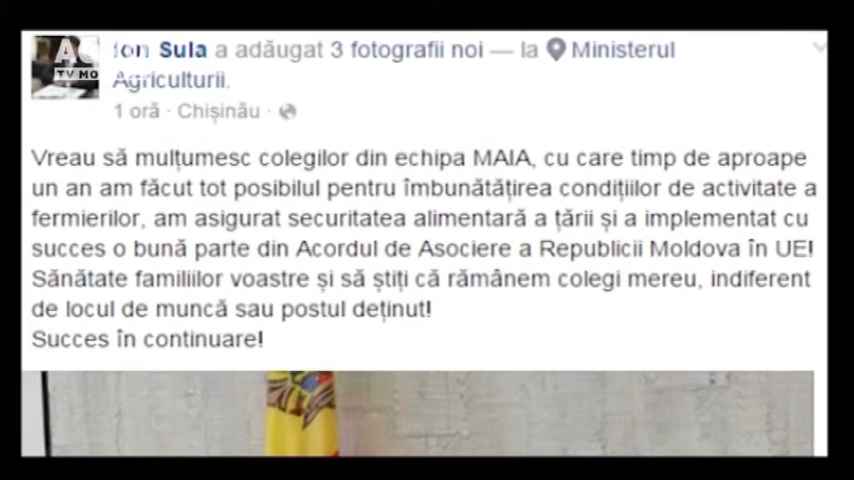 Ion Sula a adăugat 3 fotografii noi — la Ministerul
Agriculturii.
1 oră · Chișinău ·
Vreau să mulțumesc colegilor din echipa MAIA, cu care timp de aproape
un an am făcut tot posibilul pentru îmbunătățirea condițiilor de activitate a
fermierilor, am asigurat securitatea alimentară a țării și a implementat cu
succes o bună parte din Acordul de Asociere a Republicii Moldova în UE!
Sănătate familiilor voastre și să știți că rămânem colegi mereu, indiferent
de locul de muncă sau postul deținut!
Succes în continuare!
TV MO